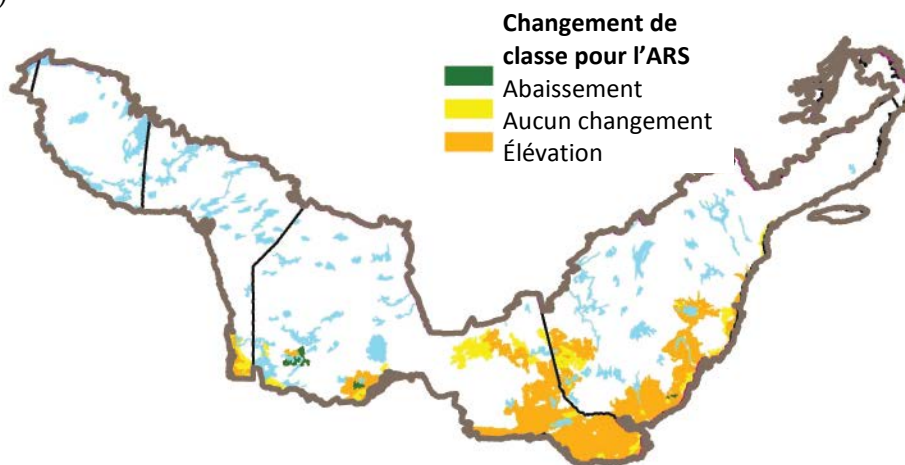 )
Changement de
classe pour l’ARS
Abaissement
Aucun changement
Élévation